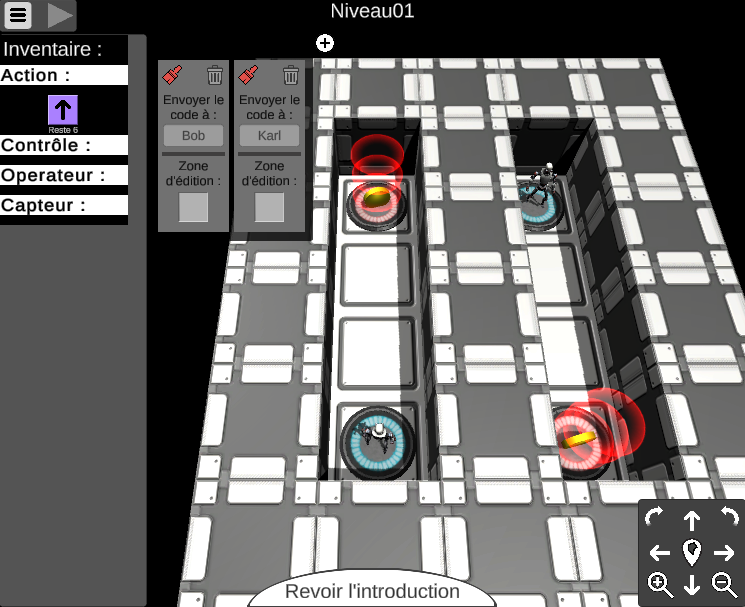 Niveau01
Inventaire :
Action :
Reste 6
Contrôle :
Operateur :
Capteur :
Envoyer le
code à :
Bob
Zone
d'édition :
Envoyer le
code à :
Karl
Zone
d'édition :
Revoir l'introduction